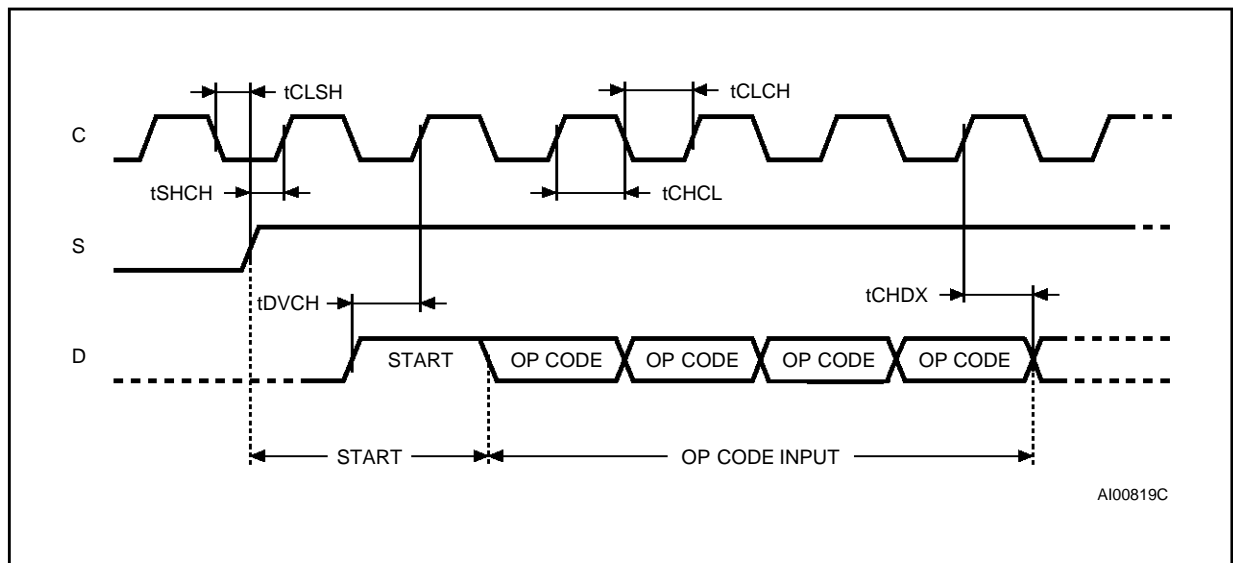 tCLSH
tCLCH
C
tSHCH
tCHCL
S
tDVCH
tCHDX
D
START
OP CODE
OP CODE
OP CODE
OP CODE
START
OP CODE INPUT
AI00819C